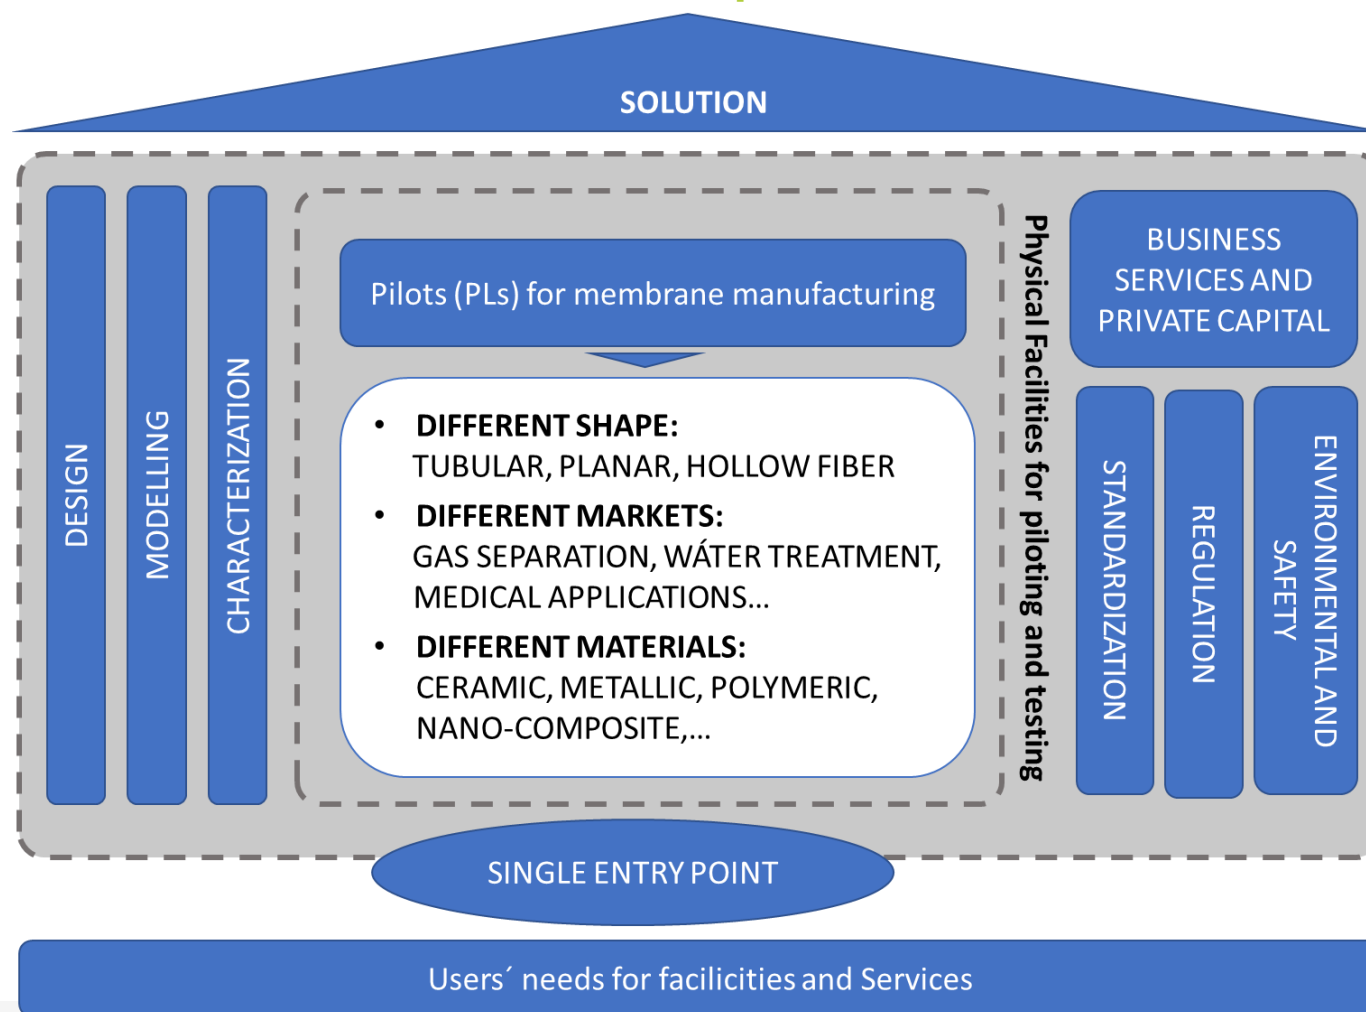 SOLUTION
DESIGN
MODELLING
CHARACTERIZATION
Pilots (PLs) for membrane manufacturing
• DIFFERENT SHAPE:
TUBULAR, PLANAR, HOLLOW FIBER
• DIFFERENT MARKETS:
GAS SEPARATION, WÁTER TREATMENT,
MEDICAL APPLICATIONS...
• DIFFERENT MATERIALS:
CERAMIC, METALLIC, POLYMERIC,
NANO-COMPOSITE,...
Physical Facilities for piloting and testing
BUSINESS
SERVICES AND
PRIVATE CAPITAL
STANDARDIZATION
REGULATION
ENVIRONMENTAL AND
SAFETY
SINGLE ENTRY POINT
Users´ needs for facilicities and Services